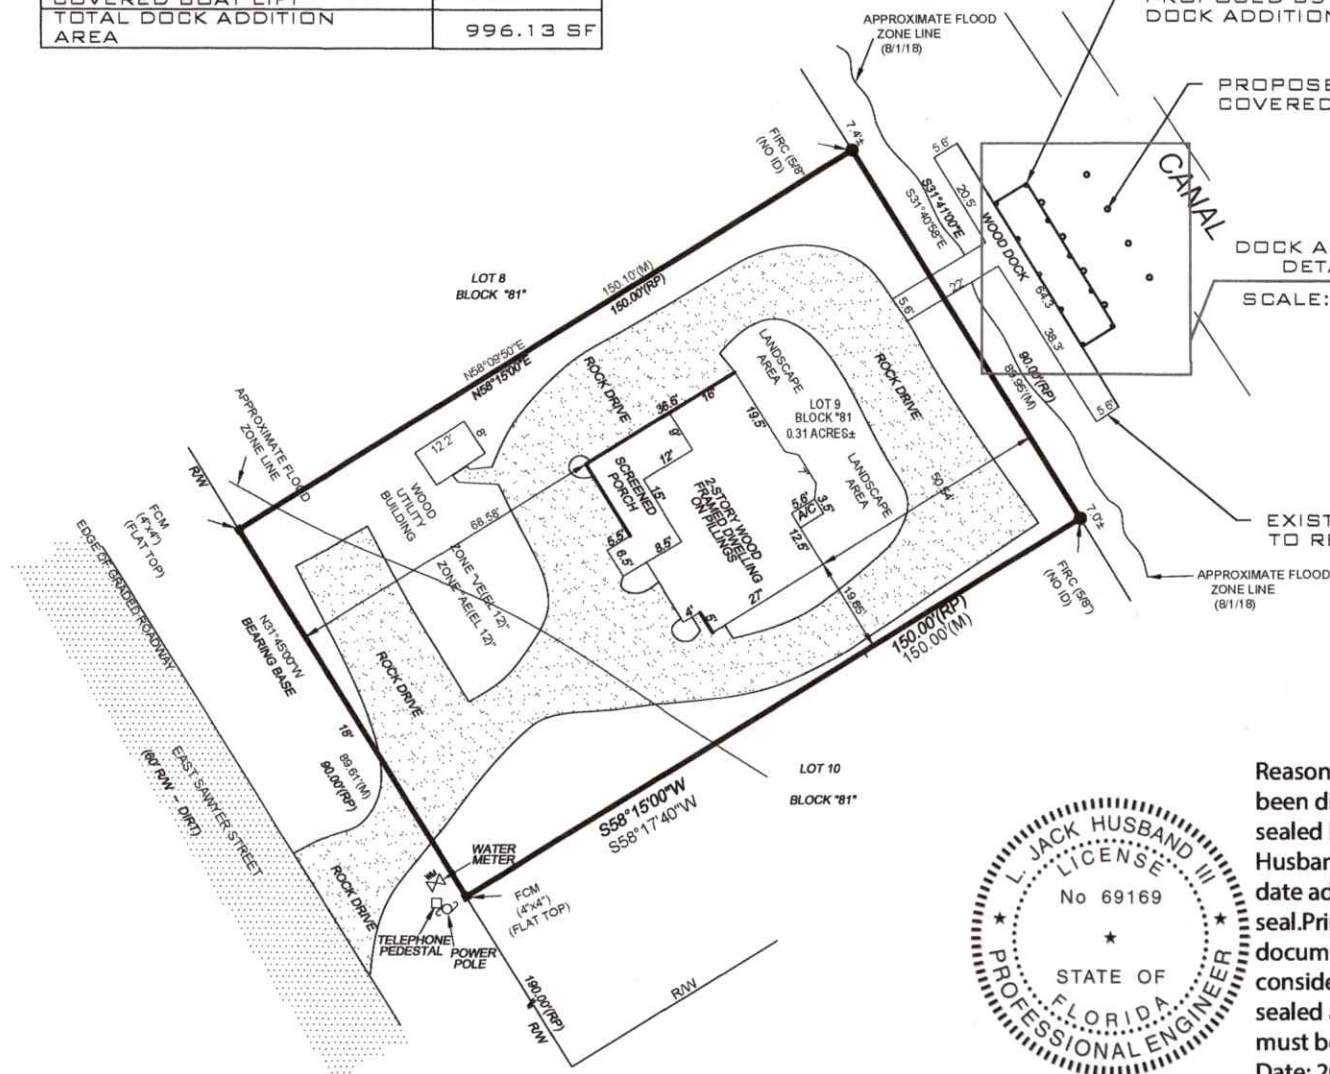 COVERED BOAT LIFT
TOTAL DOCK ADDITION
AREA
996.13 SF
APPROXIMATE FLOOD
ZONE LINE
(8/1/18)
DOCK ADDITION
PROPOSE
COVERED
CANAL
DOCK A
DETA
SCALE:
EXIST
TO RE
APPROXIMATE FLOOD
ZONE LINE
(8/1/18)
7.4'±
FIRC (5/8"
(NO ID)
5.6'
20.5'
S31°41'00"E
S31°40'58"E
WOOD DOCK
64.3'
22'
5.6'
38.3'
90.00'(RP)
89.95'(M)
5.6'
7.0'±
FIRC (5/8")
(NO ID)
LOT 8
BLOCK "81"
150.10'(M)
150.00'(RP)
N58°09'50"E
N58°15'00"E
ROCK DRIVE
LANDSCAPE
AREA
ROCK DRIVE
LOT 9
BLOCK "81
0.31 ACRES±
36.6'
16'
19.5'
9'
12'
SCREENED
PORCH
15'
7'
LANDSCAPE
AREA
50.54'
2-STORY WOOD
FRAMED DWELLING
ON PILLINGS
5.6'
3.5'
A/C
12.5'
5.5'
6.5'
8.5'
27'
4'
5'
19.85'
12.2'
8'
WOOD
UTILITY
BUILDING
68.58'
APPROXIMATE FLOOD
ZONE LINE
R/W
FCM
(4"x4")
(FLAT TOP)
EDGE OF GRADED ROADWAY
ZONE "VE(EL 12)"
ZONE "AE(EL 12)"
N31°45'00"W
BEARING BASE
ROCK DRIVE
18'
89.61'(M)
90.00'(RP)
EAST SAWYER STREET
(60' R/W - DIRT)
150.00'(RP)
150.00'(M)
S58°15'00"W
S58°17'40"W
LOT 10
BLOCK "81"
ROCK DRIVE
WATER
METER
WM
TELEPHONE
PEDESTAL
POWER
POLE
FCM
(4"x4")
(FLAT TOP)
190.00'(RP)
R/W
R/W
L. JACK HUSBAND III
LICENSE
No 69169
STATE OF
FLORIDA
PROFESSIONAL ENGINEER
Reason
been di
sealed
Husban
date ad
seal.Pri
docum
conside
sealed
must b
Date: 2